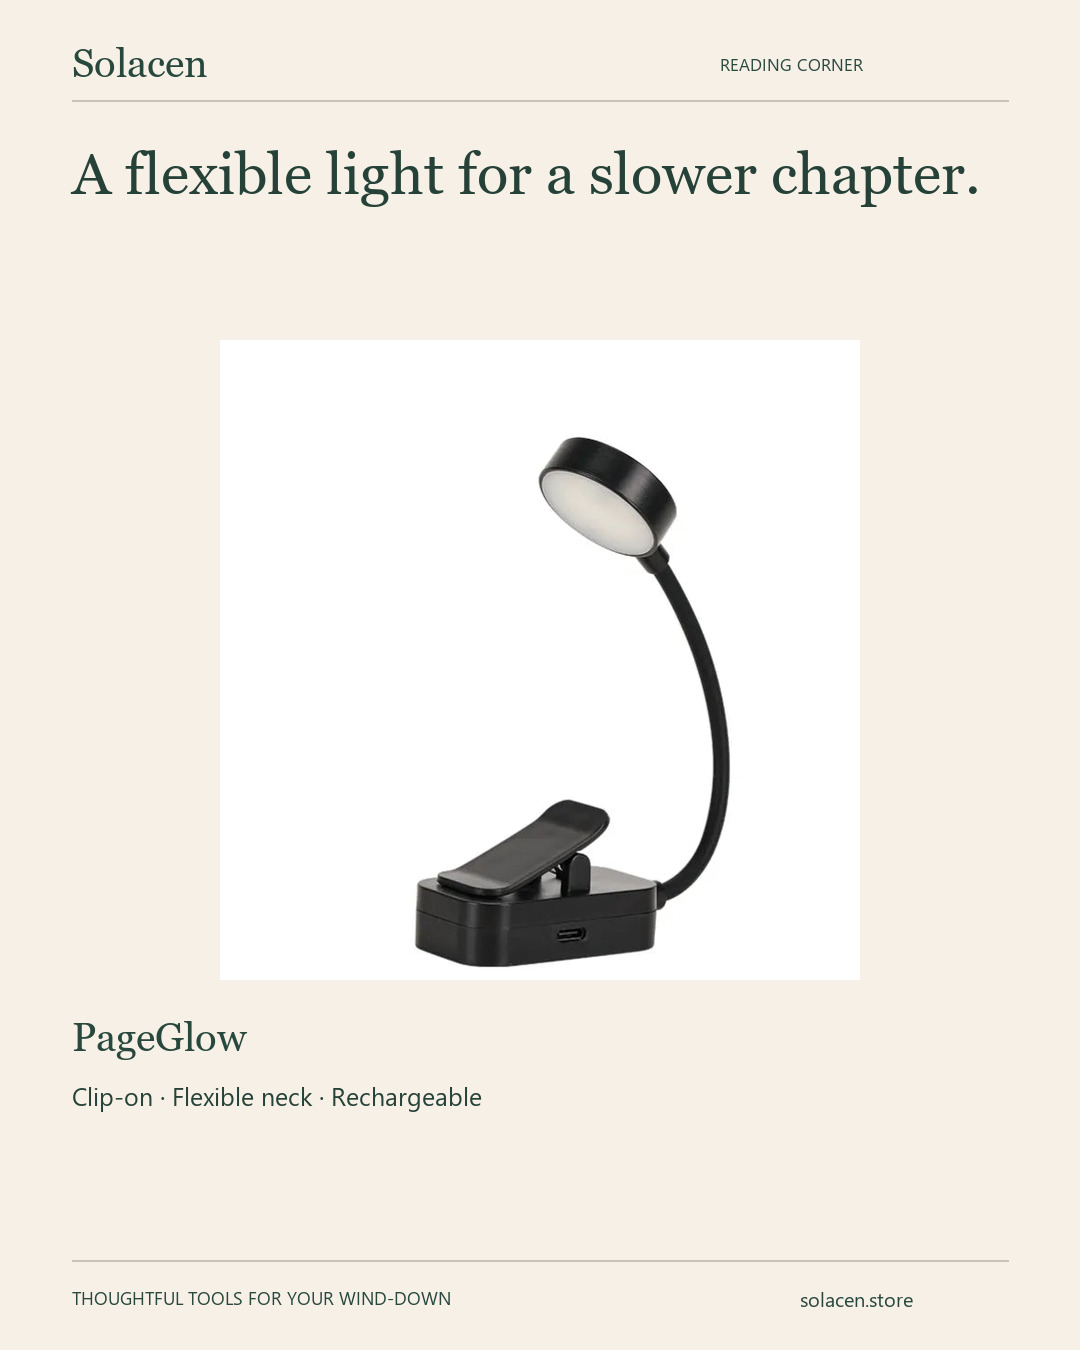 Solacen
READING CORNER
A flexible light for a slower chapter.
PageGlow
Clip-on · Flexible neck · Rechargeable
THOUGHTFUL TOOLS FOR YOUR WIND-DOWN
solacen.store